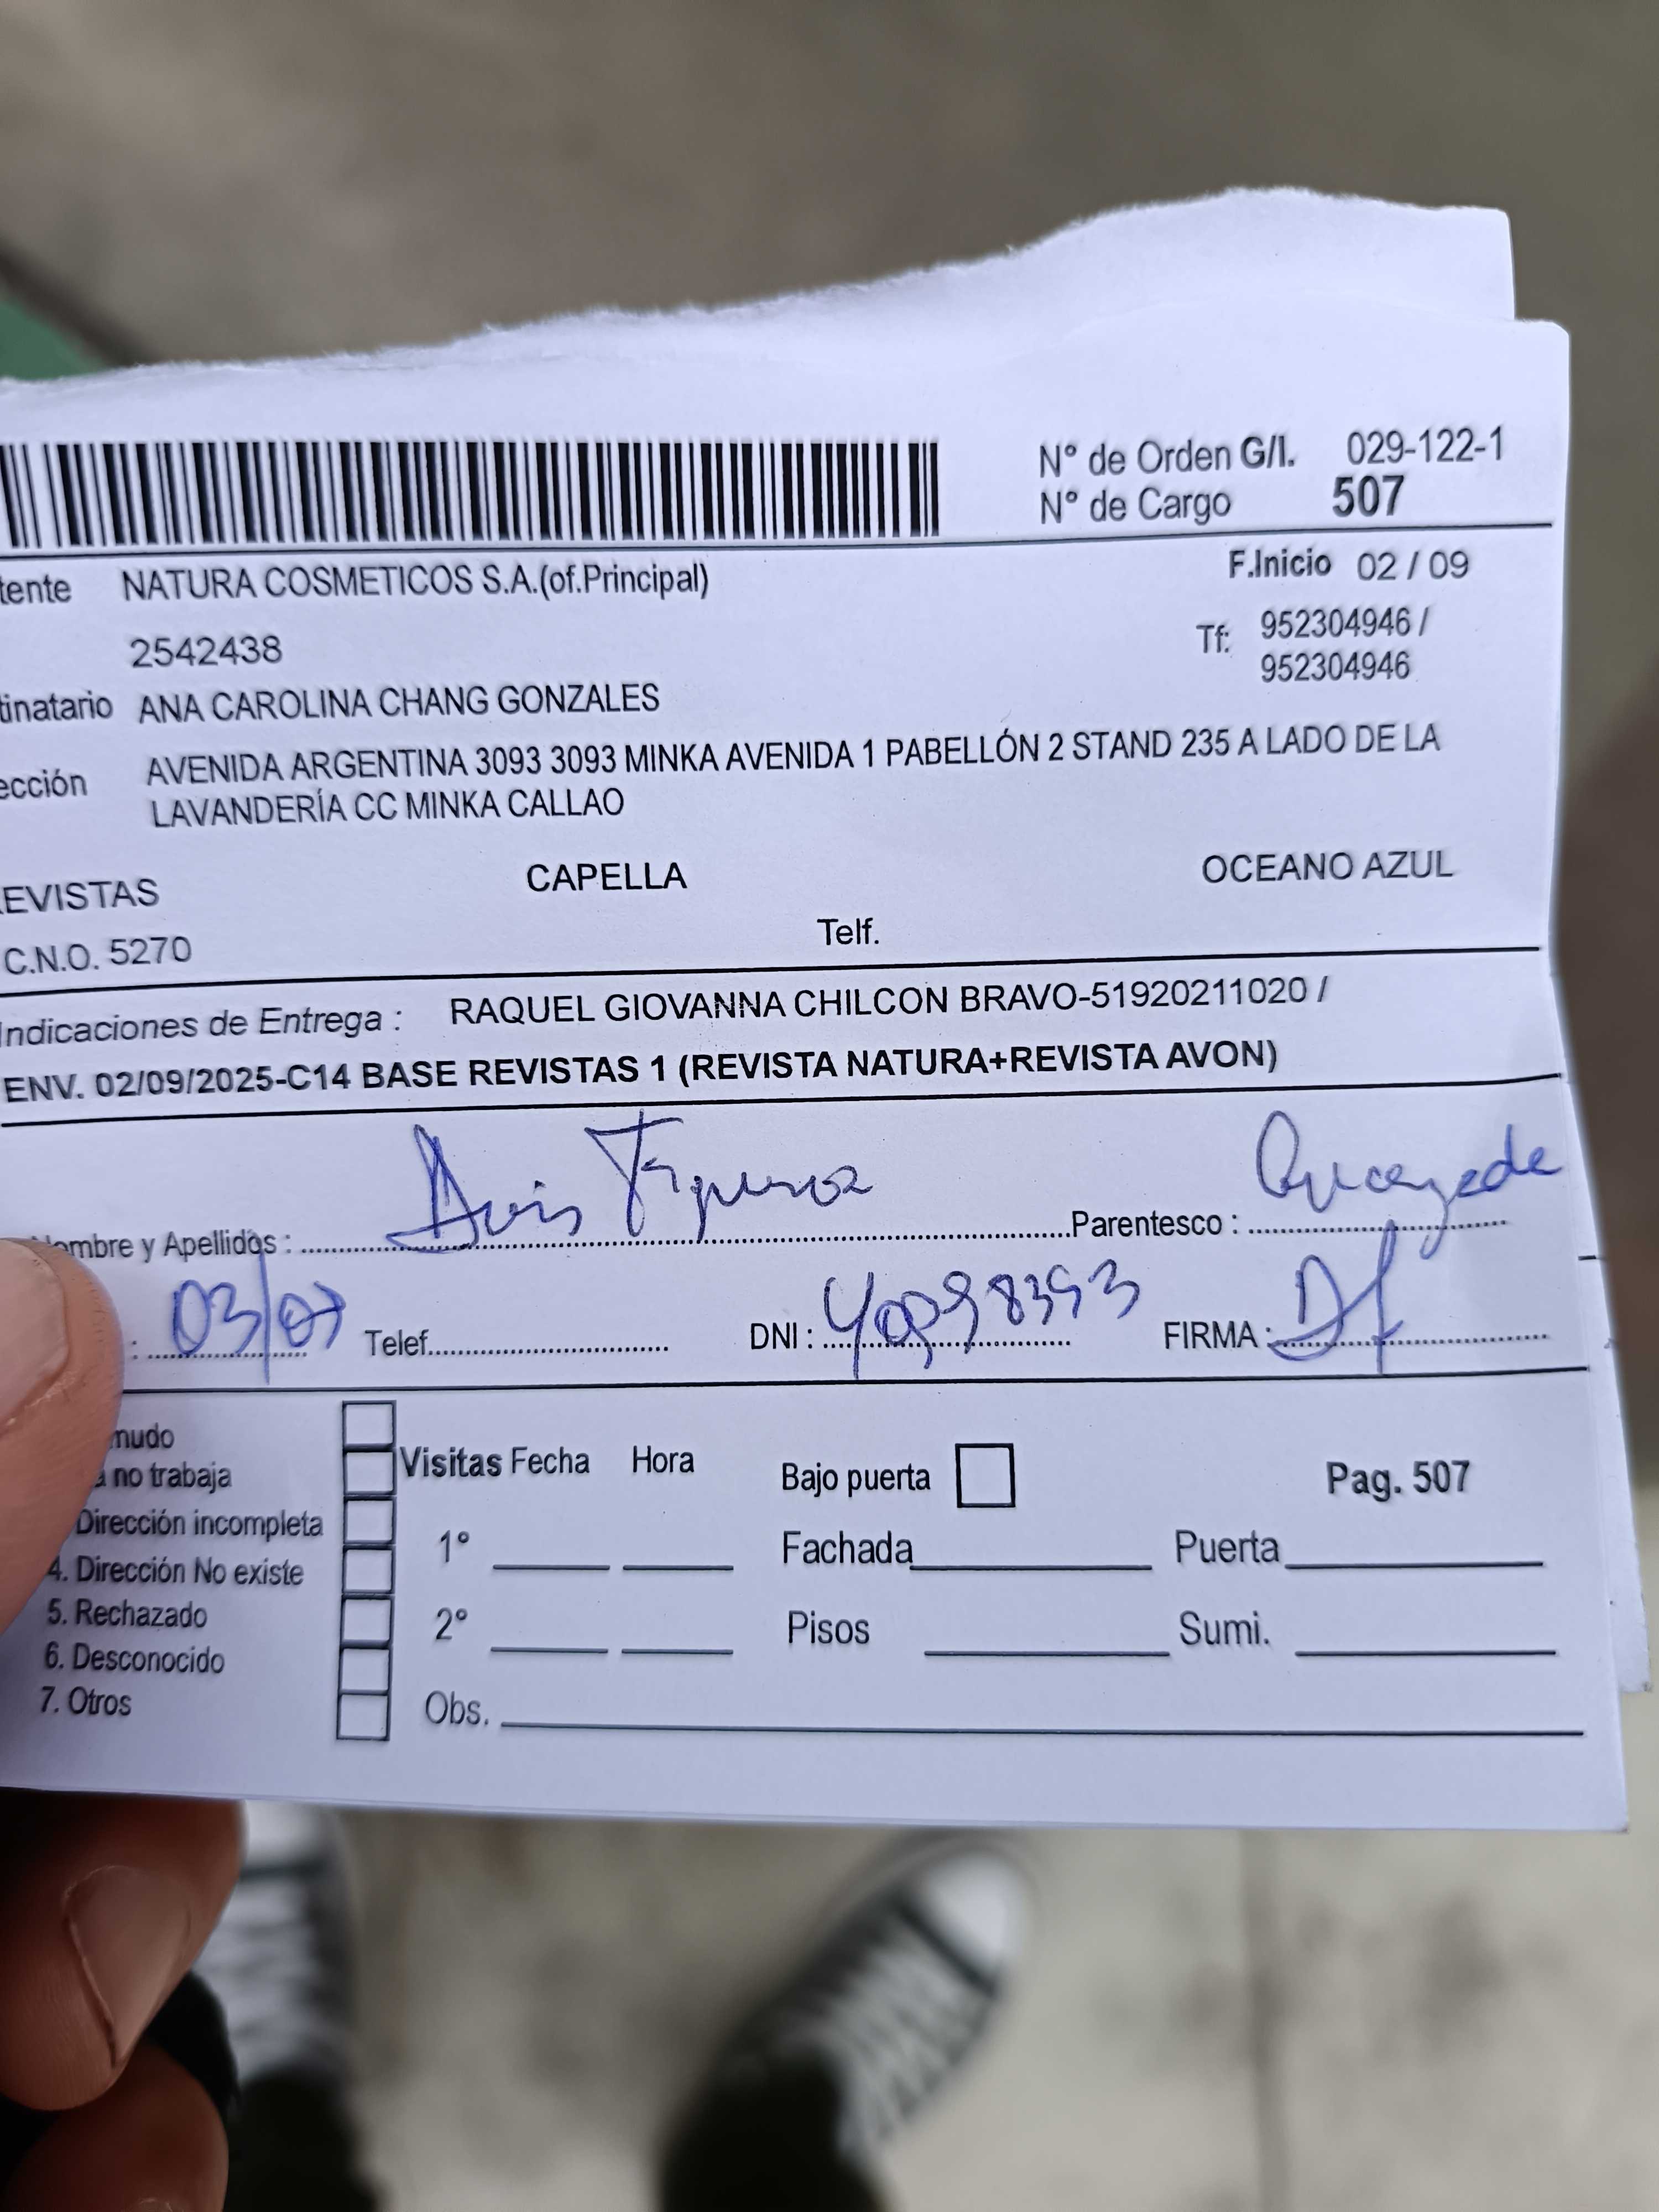 N° de Orden G/I. 029-122-1
N° de Cargo 507
tente NATURA COSMETICOS S.A.(of.Principal) F.Inicio 02 / 09
2542438 Tf: 952304946 /
952304946
tinatario ANA CAROLINA CHANG GONZALES
ección AVENIDA ARGENTINA 3093 3093 MINKA AVENIDA 1 PABELLÓN 2 STAND 235 A LADO DE LA
LAVANDERÍA CC MINKA CALLAO
EVISTAS CAPELLA OCEANO AZUL
C.N.O. 5270 Telf.
Indicaciones de Entrega : RAQUEL GIOVANNA CHILCON BRAVO-51920211020 /
ENV. 02/09/2025-C14 BASE REVISTAS 1 (REVISTA NATURA+REVISTA AVON)
ombre y Apellidos : Parentesco :
: 03/09 Telef. DNI : FIRMA :
mudo
a no trabaja Visitas Fecha Hora Bajo puerta Pag. 507
Dirección incompleta
4. Dirección No existe 1° Fachada Puerta
5. Rechazado
6. Desconocido 2° Pisos Sumi.
7. Otros Obs.